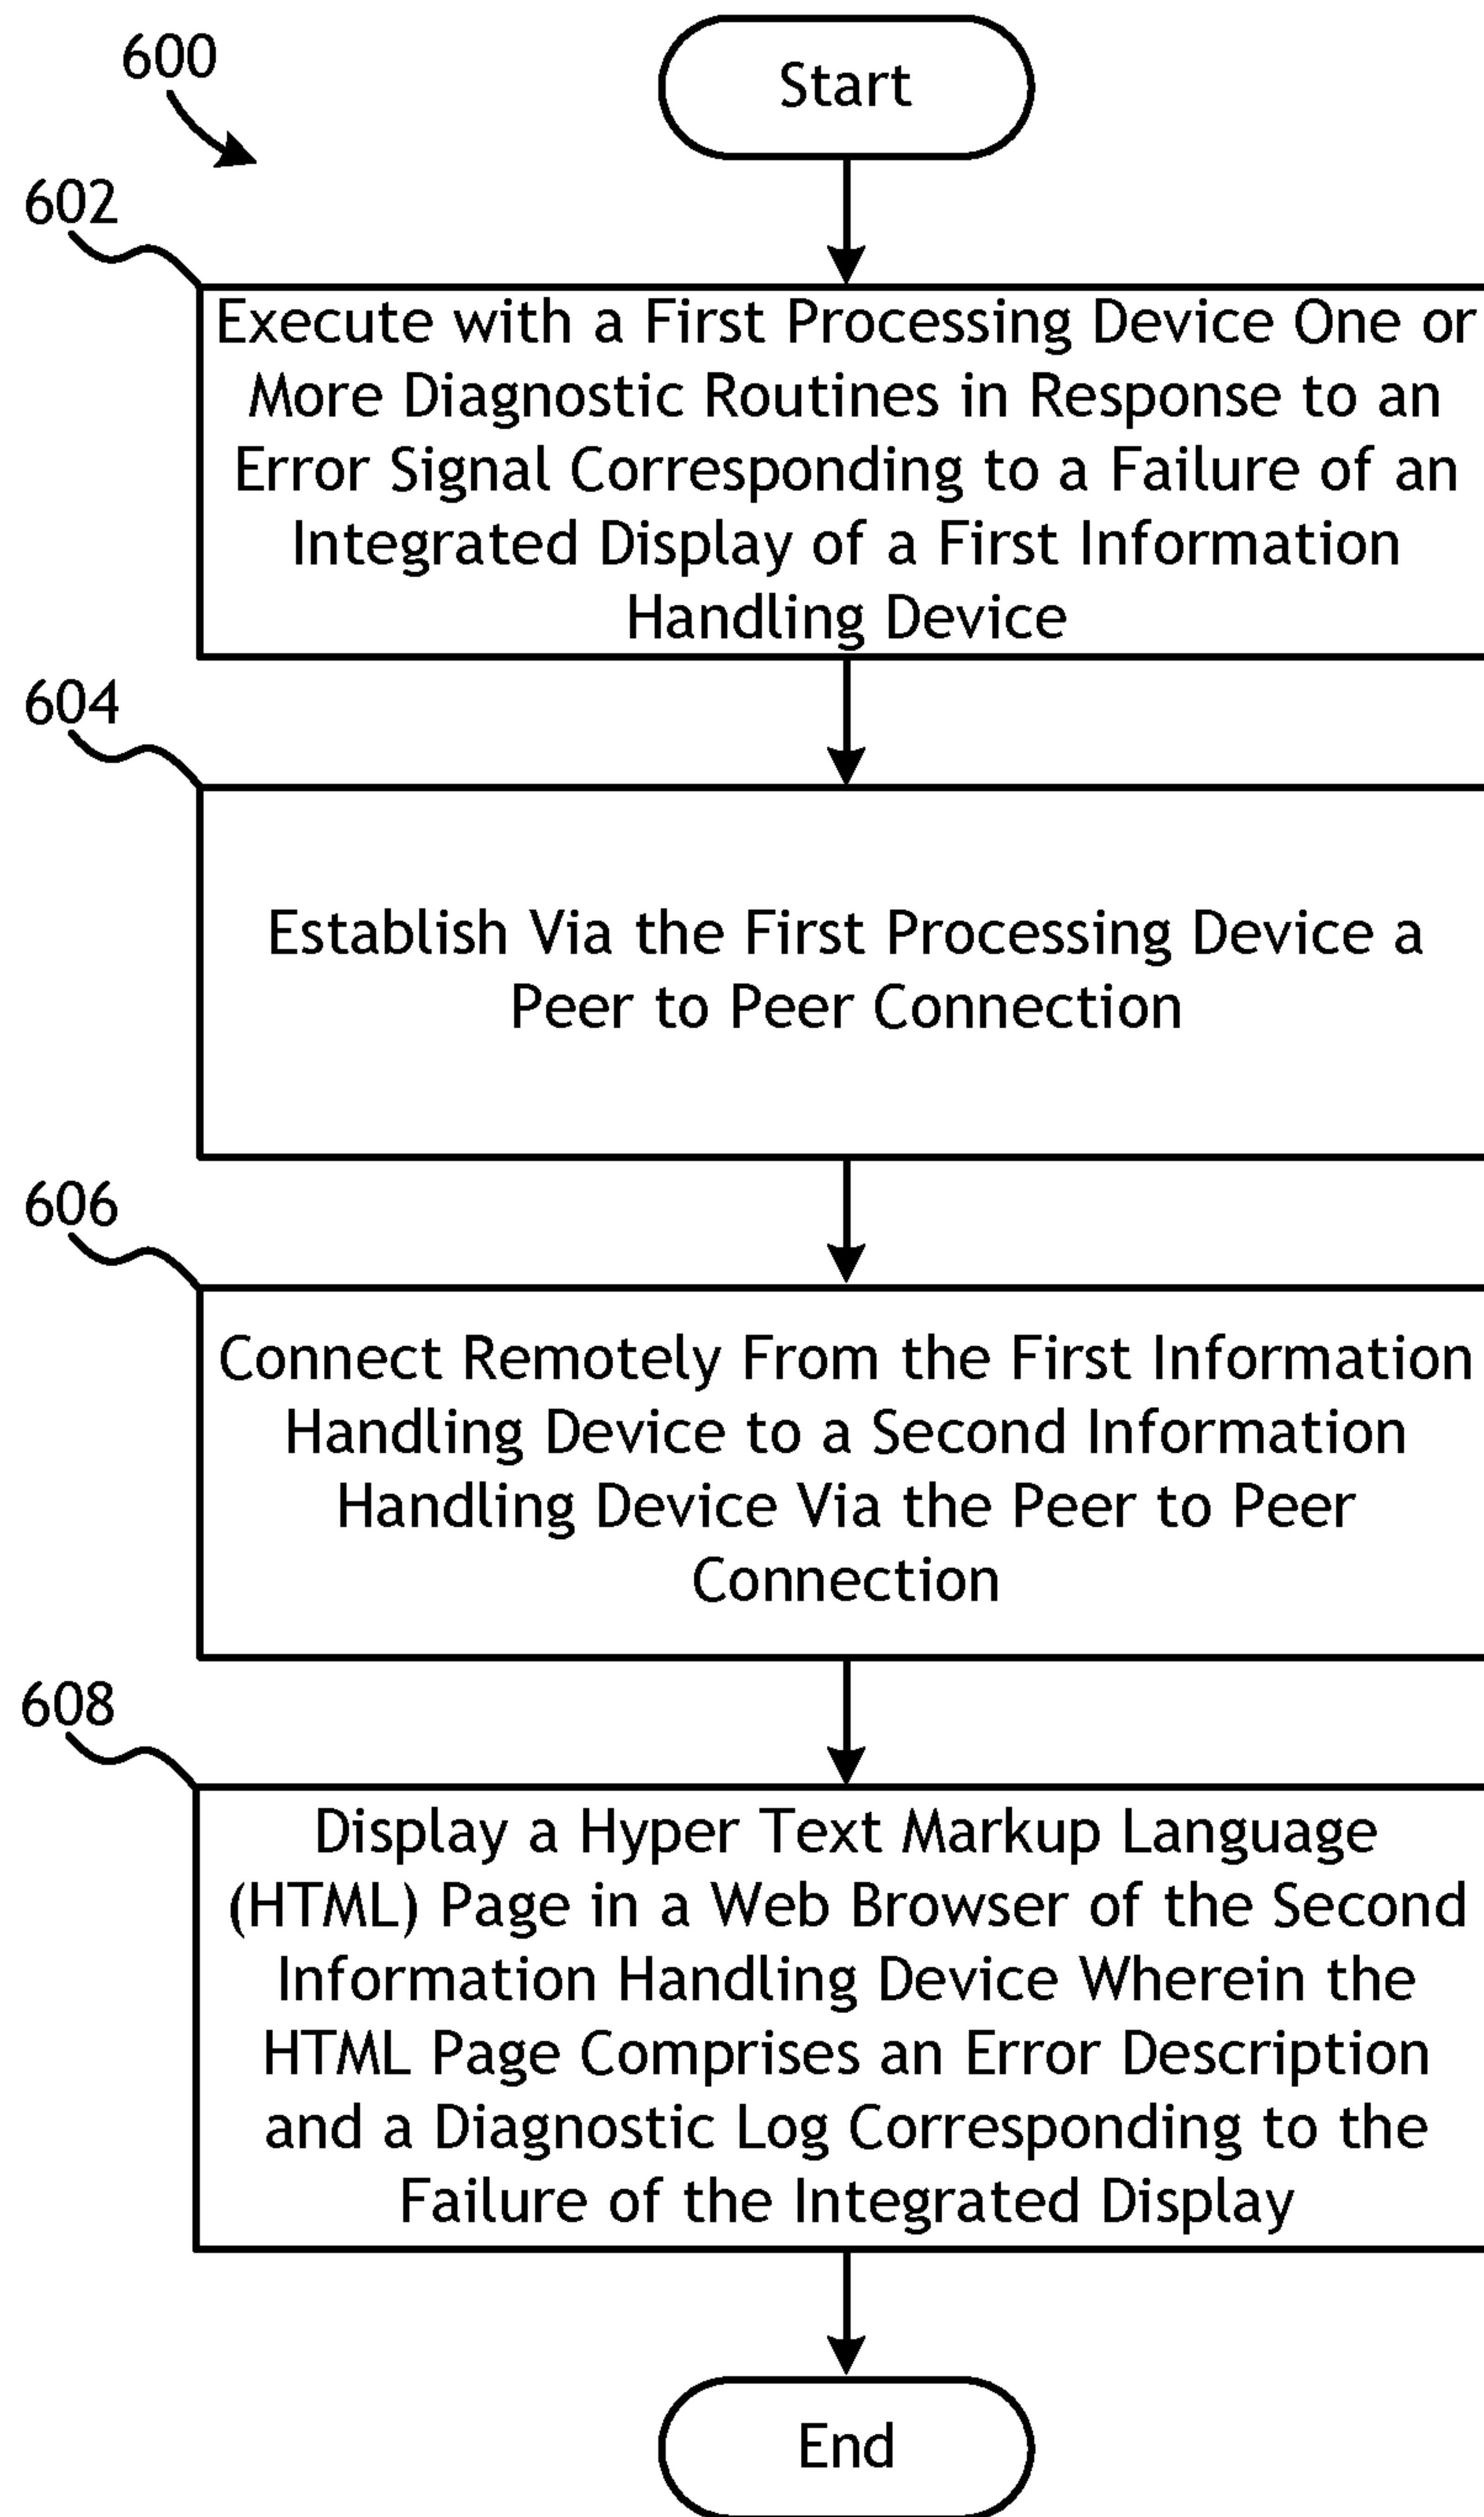 600
Start
602
Execute with a First Processing Device One or
More Diagnostic Routines in Response to an
Error Signal Corresponding to a Failure of an
Integrated Display of a First Information
Handling Device
604
Establish Via the First Processing Device a
Peer to Peer Connection
606
Connect Remotely From the First Information
Handling Device to a Second Information
Handling Device Via the Peer to Peer
Connection
608
Display a Hyper Text Markup Language
(HTML) Page in a Web Browser of the Second
Information Handling Device Wherein the
HTML Page Comprises an Error Description
and a Diagnostic Log Corresponding to the
Failure of the Integrated Display
End